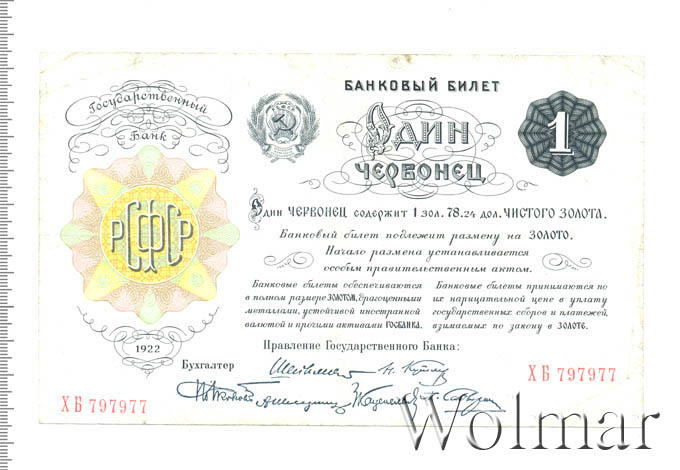 Государственный
Банк
РСФСР
1922
БАНКОВЫЙ БИЛЕТ
ОДИН
ЧЕРВОНЕЦ
1
Один ЧЕРВОНЕЦ содержит 1 зол. 78.24 дол. ЧИСТОГО ЗОЛОТА.
Банковый билет подлежит размену на ЗОЛОТО.
Начало размена устанавливается
особым правительственным актом.
Банковые билеты обеспечиваются
в полном размере ЗОЛОТОМ, драгоценными
металлами, устойчивой иностранной
валютой и прочими активами ГОСБАНКА.
Банковые билеты принимаются по
их нарицательной цене в уплату
государственных сборов и платежей,
взимаемых по закону в ЗОЛОТЕ.
Правление Государственного Банка:
Бухгалтер
ХБ 797977
ХБ 797977
Wolmar